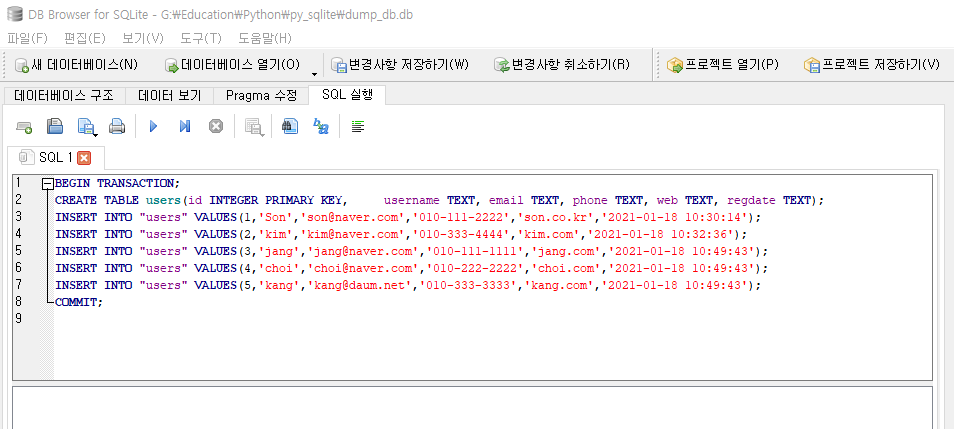 DB Browser for SQLite - G:₩Education₩Python₩py_sqlite₩dump_db.db
파일(F) 편집(E) 보기(V) 도구(T) 도움말(H)
새 데이터베이스(N) 데이터베이스 열기(O) 변경사항 저장하기(W) 변경사항 취소하기(R) 프로젝트 열기(P) 프로젝트 저장하기(V)
데이터베이스 구조 데이터 보기 Pragma 수정 SQL 실행
SQL 1
1 BEGIN TRANSACTION;
2 CREATE TABLE users(id INTEGER PRIMARY KEY,     username TEXT, email TEXT, phone TEXT, web TEXT, regdate TEXT);
3 INSERT INTO "users" VALUES(1,'Son','son@naver.com','010-111-2222','son.co.kr','2021-01-18 10:30:14');
4 INSERT INTO "users" VALUES(2,'kim','kim@naver.com','010-333-4444','kim.com','2021-01-18 10:32:36');
5 INSERT INTO "users" VALUES(3,'jang','jang@naver.com','010-111-1111','jang.com','2021-01-18 10:49:43');
6 INSERT INTO "users" VALUES(4,'choi','choi@naver.com','010-222-2222','choi.com','2021-01-18 10:49:43');
7 INSERT INTO "users" VALUES(5,'kang','kang@daum.net','010-333-3333','kang.com','2021-01-18 10:49:43');
8 COMMIT;
9